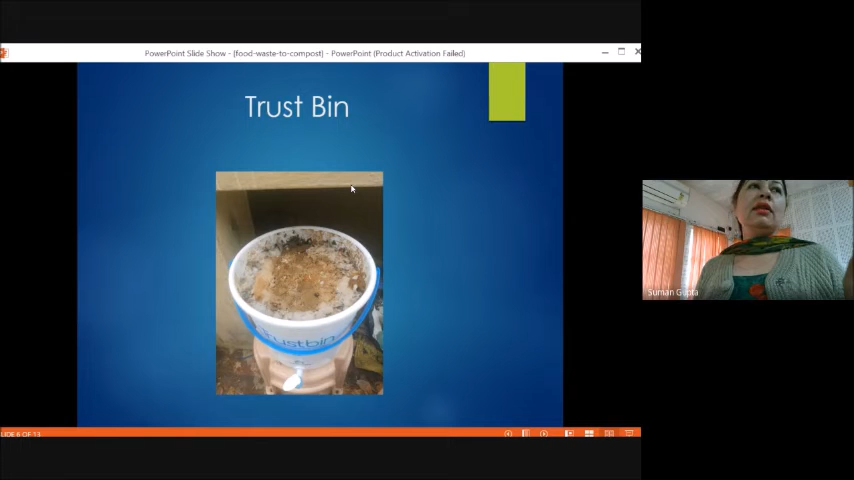 PowerPoint Slide Show - [food-waste-to-compost] - PowerPoint (Product Activation Failed)
Trust Bin
Trustbin
Suman Gupta
SLIDE 6 OF 13